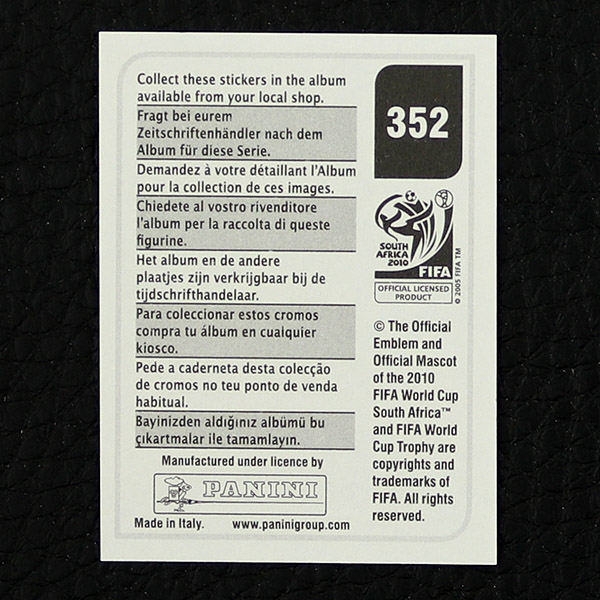 Collect these stickers in the album
available from your local shop.
Fragt bei eurem
Zeitschriftenhändler nach dem
Album für diese Serie.
Demandez à votre détaillant l'Album
pour la collection de ces images.
Chiedete al vostro rivenditore
l'album per la raccolta di queste
figurine.
Het album en de andere
plaatjes zijn verkrijgbaar bij de
tijdschrifthandelaar.
Para coleccionar estos cromos
compra tu álbum en cualquier
kiosco.
Pede a caderneta desta colecção
de cromos no teu ponto de venda
habitual.
Bayinizden aldığınız albümü bu
çıkartmalar ile tamamlayın.
Manufactured under licence by
PANINI
Made in Italy. www.paninigroup.com
352
SOUTH
AFRICA
2010
FIFA
© 2005 FIFA TM
OFFICIAL LICENSED
PRODUCT
© The Official
Emblem and
Official Mascot
of the 2010
FIFA World Cup
South Africa™
and FIFA World
Cup Trophy are
copyrights and
trademarks of
FIFA. All rights
reserved.